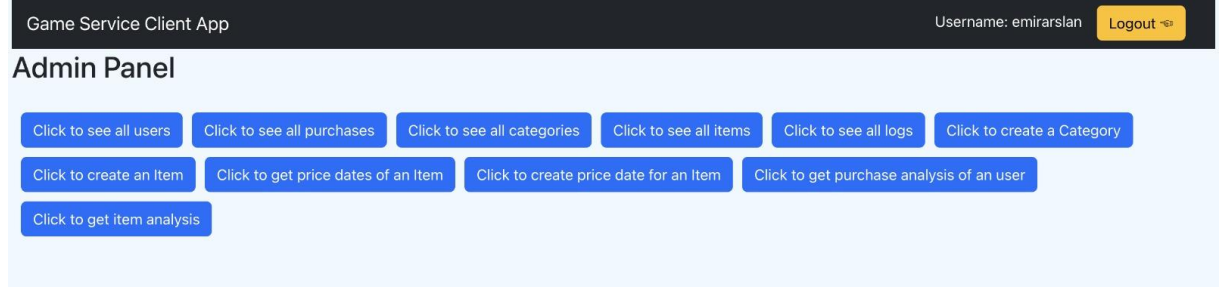 Game Service Client App Username: emirarslan Logout ☜
Admin Panel
Click to see all users Click to see all purchases Click to see all categories Click to see all items Click to see all logs Click to create a Category
Click to create an Item Click to get price dates of an Item Click to create price date for an Item Click to get purchase analysis of an user
Click to get item analysis